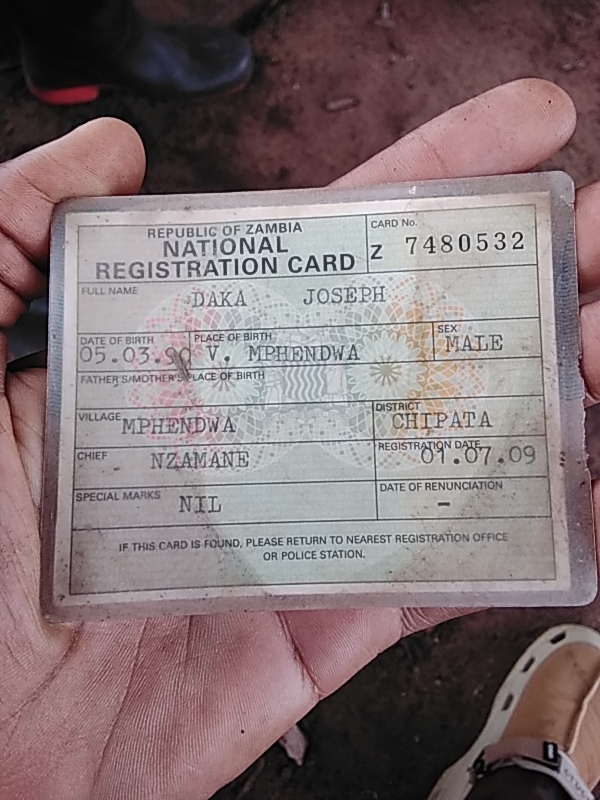 REPUBLIC OF ZAMBIA
NATIONAL
REGISTRATION CARD
CARD No.
Z 7480532
FULL NAME
DAKA JOSEPH
DATE OF BIRTH
05.03.90
PLACE OF BIRTH
V. MPHENDWA
SEX
MALE
FATHER'S/MOTHER'S PLACE OF BIRTH
VILLAGE
MPHENDWA
DISTRICT
CHIPATA
CHIEF
NZAMANE
REGISTRATION DATE
01.07.09
SPECIAL MARKS
NIL
DATE OF RENUNCIATION
–
IF THIS CARD IS FOUND, PLEASE RETURN TO NEAREST REGISTRATION OFFICE
OR POLICE STATION.